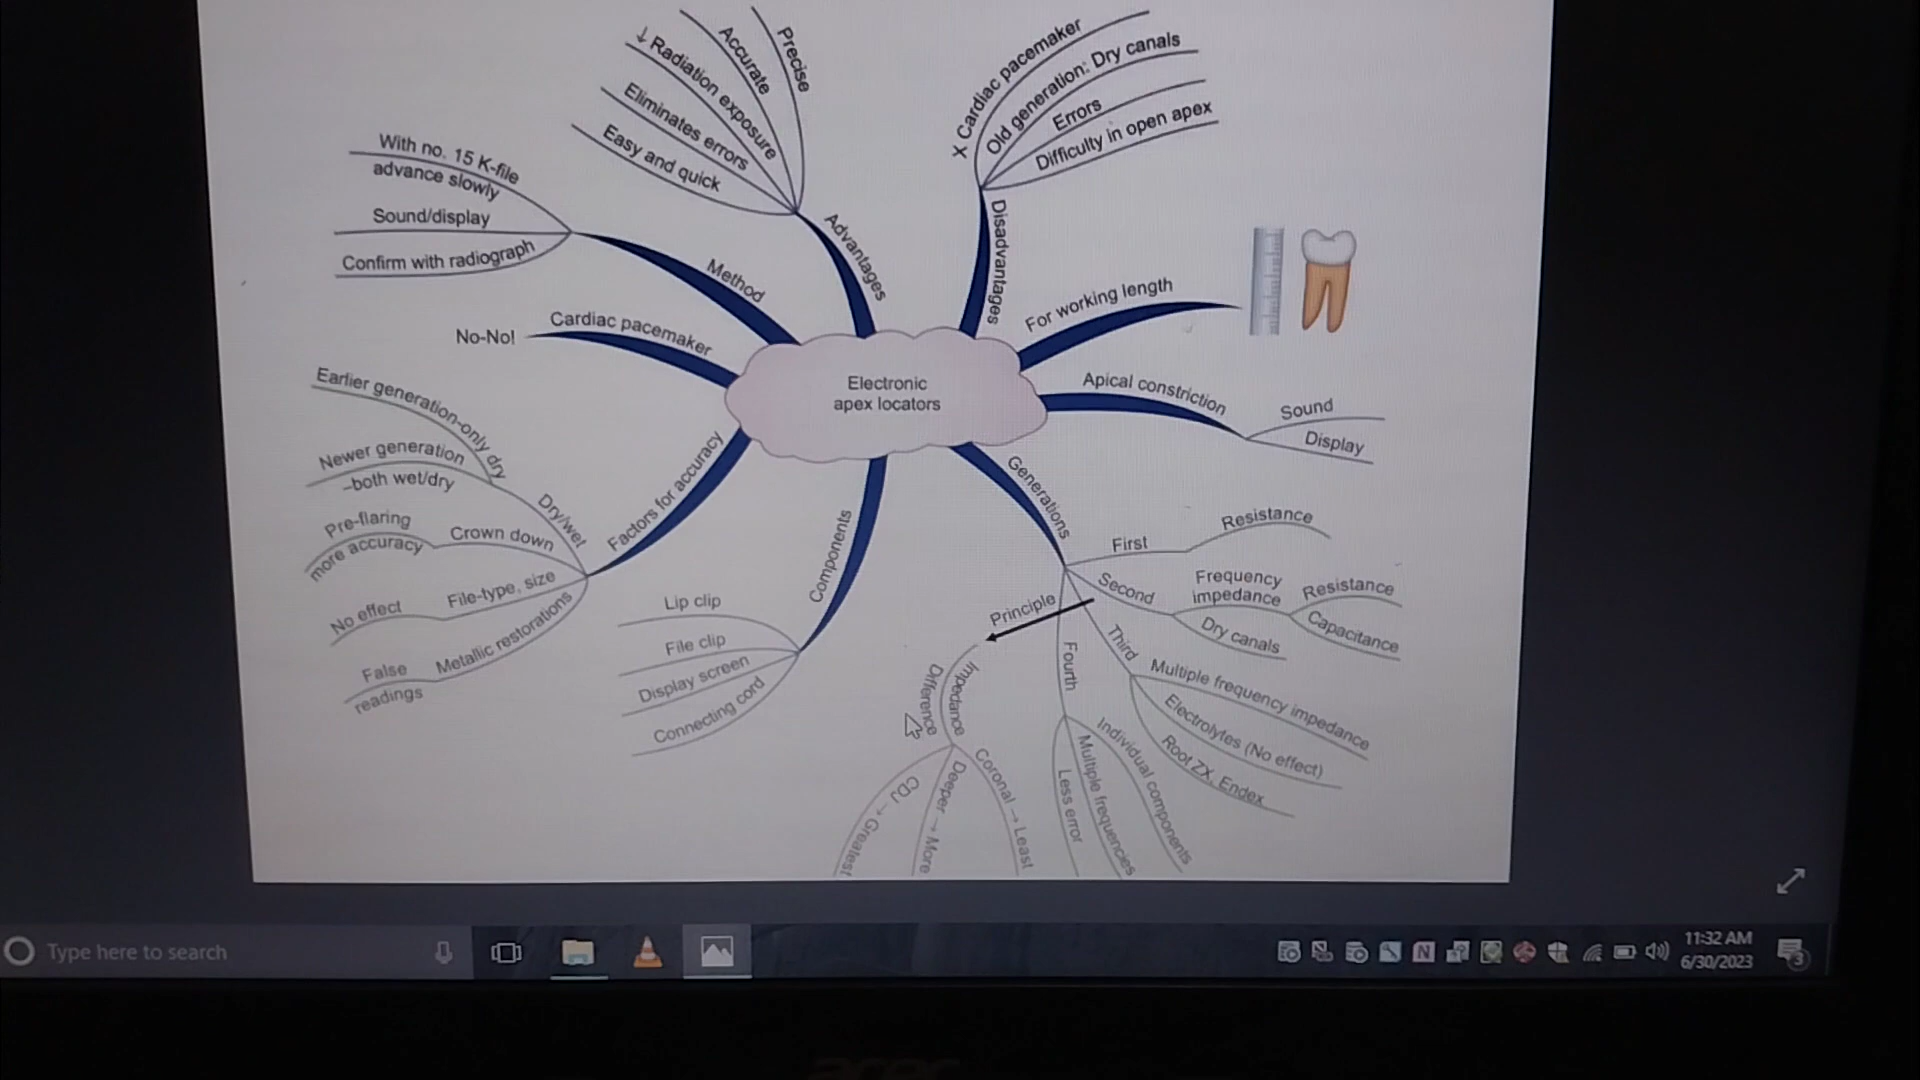 Precise
Accurate
↓ Radiation exposure
Eliminates errors
Easy and quick
Advantages
X Cardiac pacemaker
Old generation: Dry canals
Errors
Difficulty in open apex
Disadvantages
With no. 15 K-file
advance slowly
Sound/display
Confirm with radiograph
Method
For working length
No-No!
Cardiac pacemaker
Electronic
apex locators
Apical constriction
Sound
Display
Earlier generation-only dry
Newer generation
–both wet/dry
Dry/wet
Pre-flaring
more accuracy
Crown down
No effect
File-type, size
False
readings
Metallic restorations
Factors for accuracy
Components
Lip clip
File clip
Display screen
Connecting cord
Generations
First
Resistance
Second
Frequency
impedance
Resistance
Capacitance
Dry canals
Third
Multiple frequency impedance
Electrolytes (No effect)
Root ZX, Endex
Fourth
Individual components
Multiple frequencies
Less error
Principle
Impedance
Difference
Coronal → Least
Deeper → More
CDJ → Greatest
Type here to search
11:32 AM
6/30/2023
3
N
acer